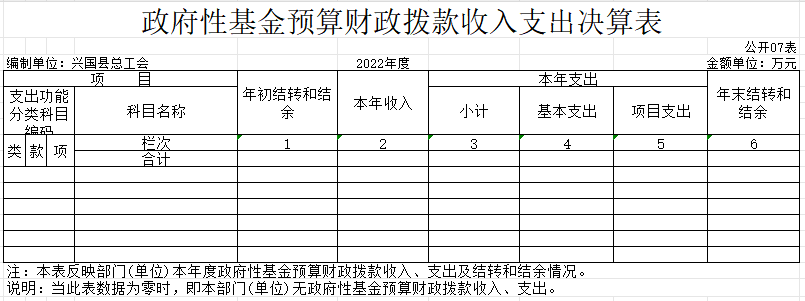 政府性基金预算财政拨款收入支出决算表
公开07表
编制单位：兴国县总工会 2022年度 金额单位：万元
项 目 年初结转和结余 本年收入 本年支出 年末结转和结余
支出功能分类科目编码 科目名称 小计 基本支出 项目支出
类 款 项 栏次 1 2 3 4 5 6
合计
注：本表反映部门(单位)本年度政府性基金预算财政拨款收入、支出及结转和结余情况。
说明：当此表数据为零时，即本部门(单位)无政府性基金预算财政拨款收入、支出。